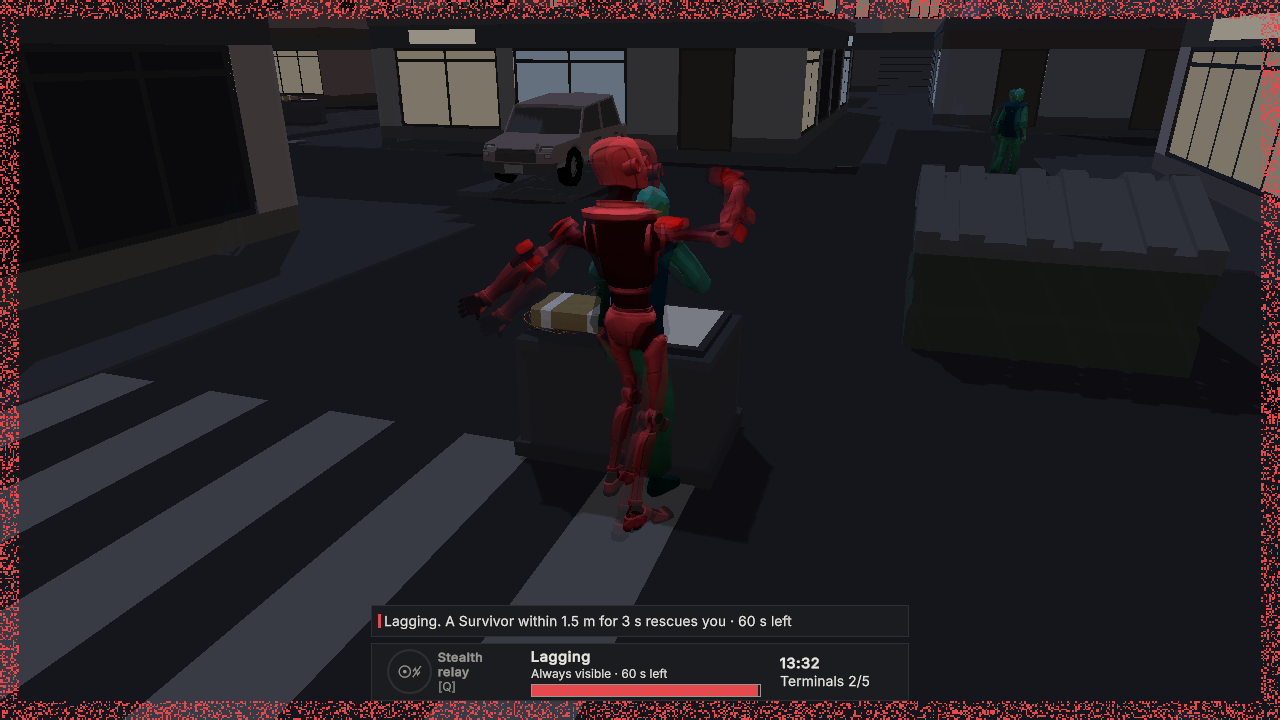 Lagging. A Survivor within 1.5 m for 3 s rescues you · 60 s left
Stealth
relay
[Q]
Lagging
Always visible · 60 s left
13:32
Terminals 2/5